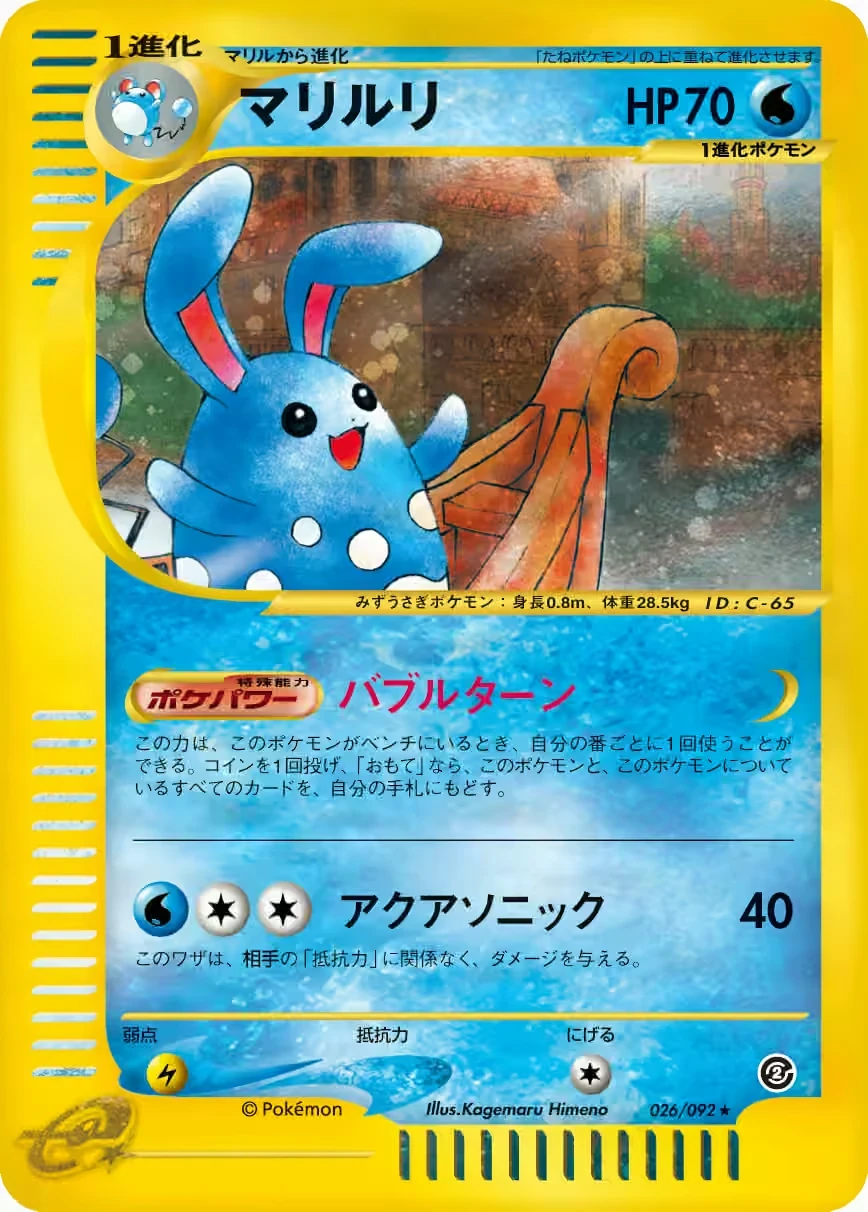 1進化
マリルから進化
「たねポケモン」の上に重ねて進化させます。
マリルリ
HP70
1進化ポケモン
みずうさぎポケモン：身長0.8m、体重28.5kg ID：C-65
特殊能力
ポケパワー
バブルターン
この力は、このポケモンがベンチにいるとき、自分の番ごとに1回使うことが
できる。コインを1回投げ、「おもて」なら、このポケモンと、このポケモンについて
いるすべてのカードを、自分の手札にもどす。
アクアソニック 40
このワザは、相手の「抵抗力」に関係なく、ダメージを与える。
弱点 抵抗力 にげる
2
© Pokémon Illus.Kagemaru Himeno 026/092 ★
e